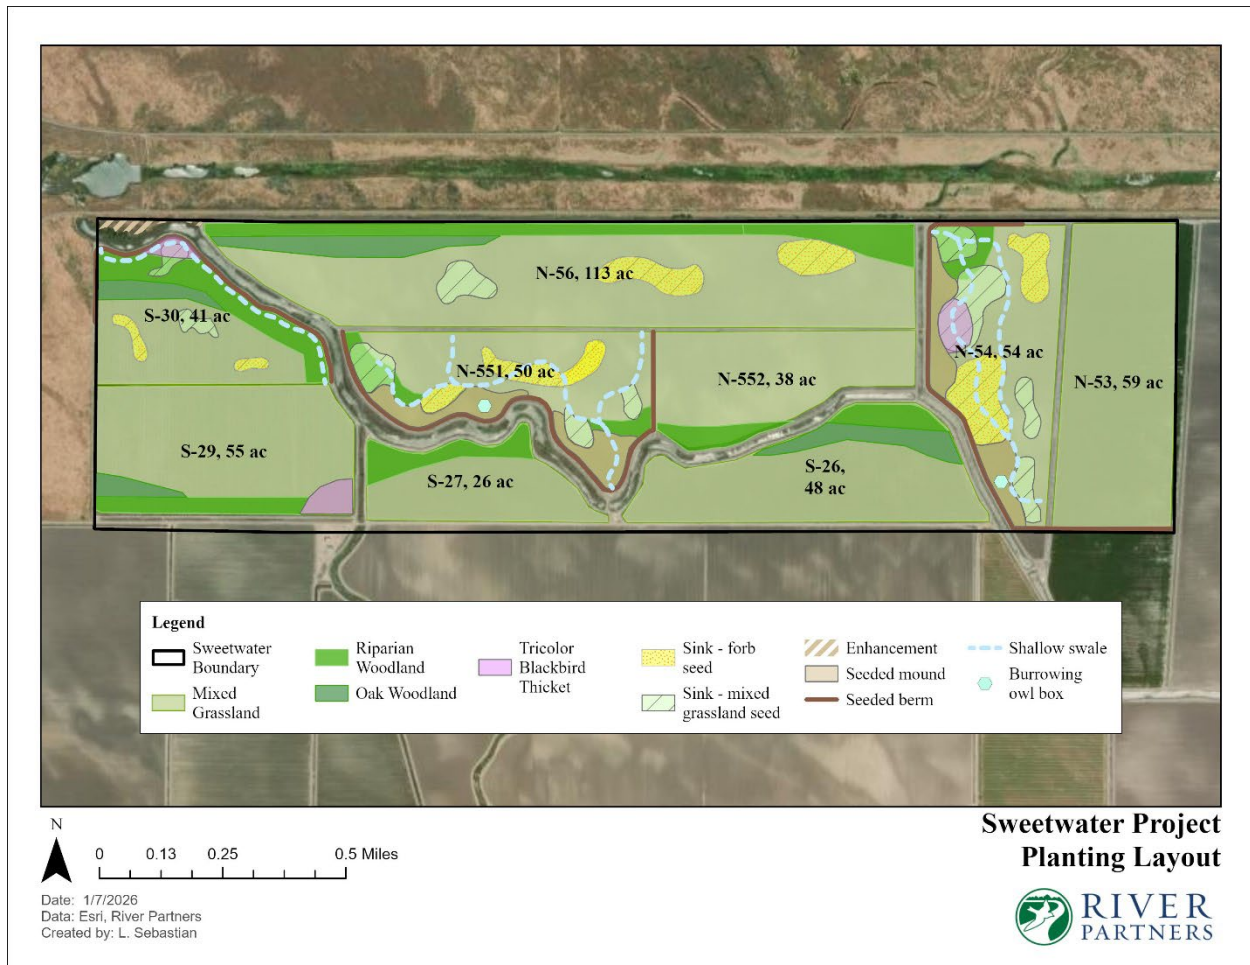 N-56, 113 ac
S-30, 41 ac
N-551, 50 ac
N-54, 54 ac
N-552, 38 ac
N-53, 59 ac
S-29, 55 ac
S-27, 26 ac
S-26,
48 ac
Legend
Sweetwater
Boundary
Mixed
Grassland
Riparian
Woodland
Oak Woodland
Tricolor
Blackbird
Thicket
Sink - forb
seed
Sink - mixed
grassland seed
Enhancement
Seeded mound
Seeded berm
Shallow swale
Burrowing
owl box
Sweetwater Project
Planting Layout
N
0 0.13 0.25 0.5 Miles
Date: 1/7/2026
Data: Esri, River Partners
Created by: L. Sebastian
RIVER
PARTNERS